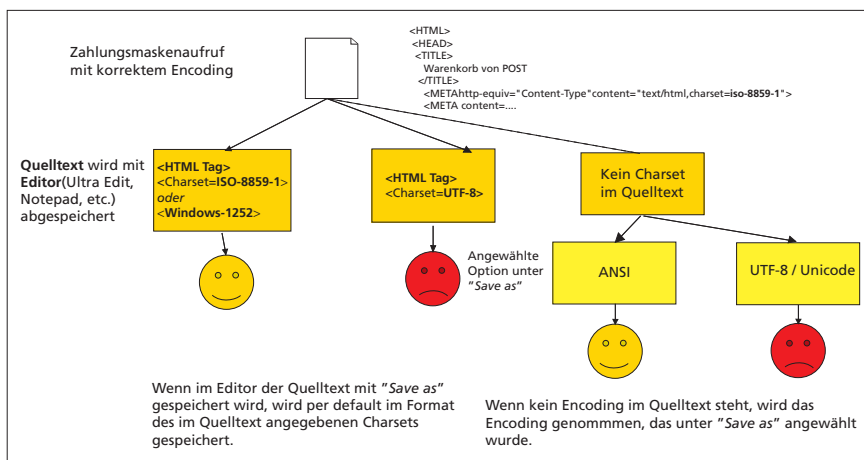 Zahlungsmaskenaufruf
mit korrektem Encoding
<HTML>
<HEAD>
<TITLE>
Warenkorb von POST
</TITLE>
<METAhttp-equiv="Content-Type"content="text/html,charset=iso-8859-1">
<META content=....
Quelltext wird mit
Editor(Ultra Edit,
Notepad, etc.)
abgespeichert
<HTML Tag>
<Charset=ISO-8859-1>
oder
<Windows-1252>
<HTML Tag>
<Charset=UTF-8>
Kein Charset
im Quelltext
Angewählte
Option unter
"Save as"
ANSI
UTF-8 / Unicode
Wenn im Editor der Quelltext mit "Save as"
gespeichert wird, wird per default im Format
des im Quelltext angegebenen Charsets
gespeichert.
Wenn kein Encoding im Quelltext steht, wird das
Encoding genommmen, das unter "Save as" angewählt
wurde.